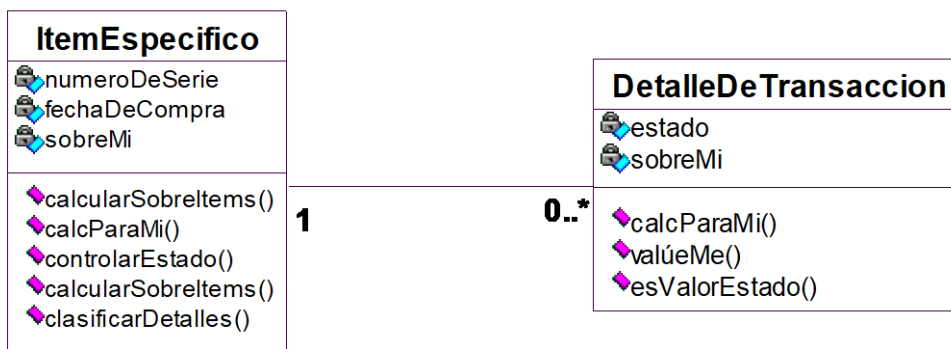 ItemEspecifico
numeroDeSerie
fechaDeCompra
sobreMi
calcularSobreItems()
calcParaMi()
controlarEstado()
calcularSobreItems()
clasificarDetalles()
1
0..*
DetalleDeTransaccion
estado
sobreMi
calcParaMi()
valúeMe()
esValorEstado()